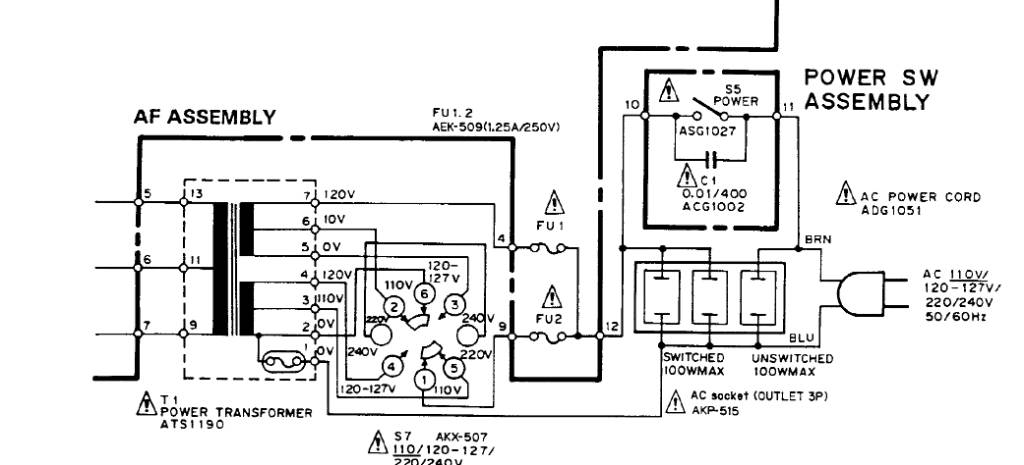 POWER SW
ASSEMBLY
AF ASSEMBLY
FU1.2
AEK-509(1.25A/250V)
10
S5
POWER
11
ASG1027
C1
0.01/400
ACG1002
AC POWER CORD
ADG1051
5
13
7
120V
6
10V
5
0V
6
11
4
120V
3
110V
7
9
2
0V
1
0V
4
FU1
FU2
9
12
120-
127V
110V
6
2
3
220V
240V
240V
220V
4
5
1
120-127V
110V
BRN
AC 110V/
120-127V/
220/240V
50/60Hz
BLU
SWITCHED
100WMAX
UNSWITCHED
100WMAX
AC socket (OUTLET 3P)
AKP-515
T1
POWER TRANSFORMER
ATS1190
S7 AKX-507
110/120-127/
220/240V